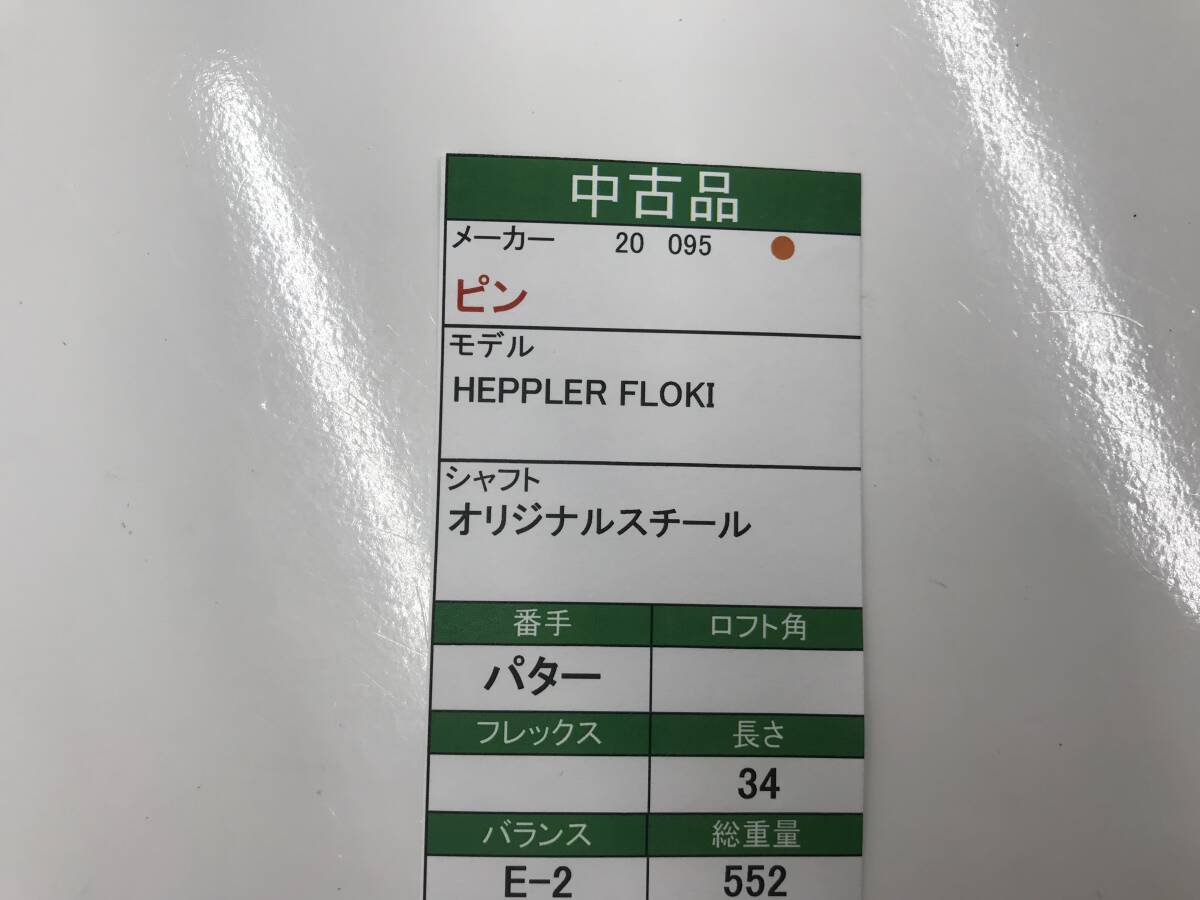 中古品
メーカー 20 095
ピン
モデル
HEPPLER FLOKI
シャフト
オリジナルスチール
番手 ロフト角
パター
フレックス 長さ
34
バランス 総重量
E-2 552